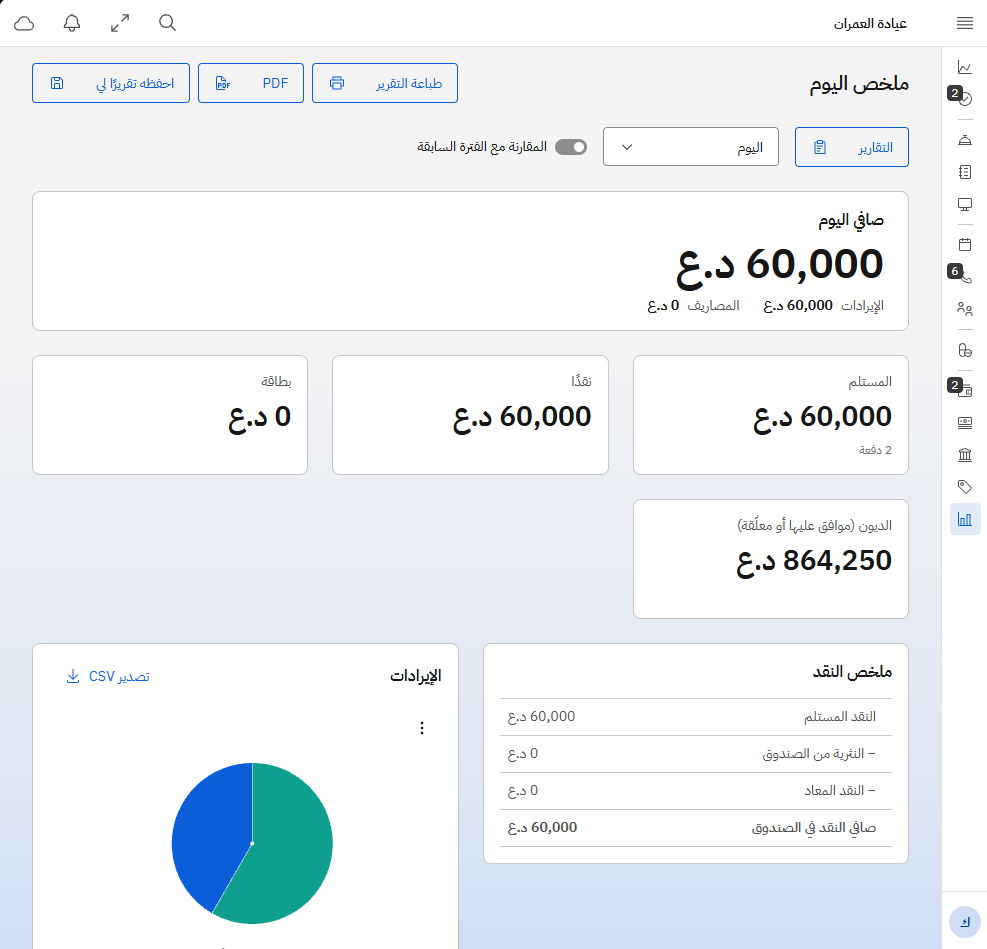 عيادة العمران
ملخص اليوم
طباعة التقرير
PDF
احفظه تقريرًا لي
التقارير
اليوم
المقارنة مع الفترة السابقة
صافي اليوم
60,000 د.ع
الإيرادات 60,000 د.ع المصاريف 0 د.ع
المستلم
60,000 د.ع
2 دفعة
نقدًا
60,000 د.ع
بطاقة
0 د.ع
الديون (موافق عليها أو معلّقة)
864,250 د.ع
ملخص النقد
النقد المستلم 60,000 د.ع
− النثرية من الصندوق 0 د.ع
− النقد المعاد 0 د.ع
صافي النقد في الصندوق 60,000 د.ع
الإيرادات
تصدير CSV
2
6
2
ك